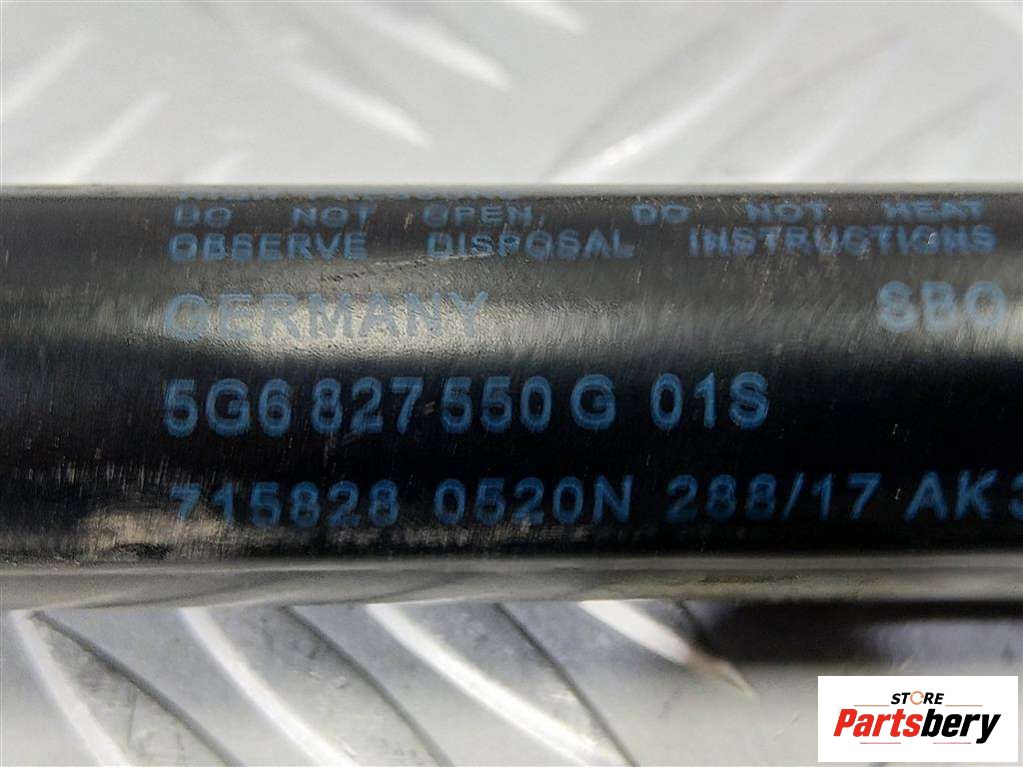 DO NOT OPEN, DO NOT HEAT
OBSERVE DISPOSAL INSTRUCTIONS
GERMANY SBO
5G6 827 550 G 01S
715828 0520N 288/17 AK 3
STORE
Partsbery